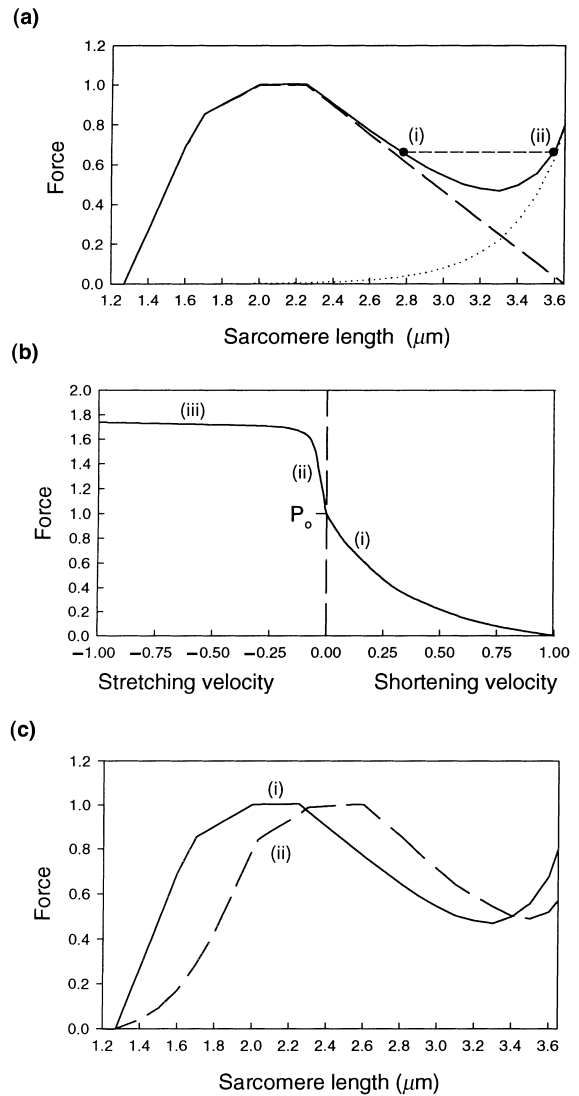 (a)
1.2
1.0
0.8
0.6
0.4
0.2
0.0
Force
(i)
(ii)
1.2 1.4 1.6 1.8 2.0 2.2 2.4 2.6 2.8 3.0 3.2 3.4 3.6
Sarcomere length (μm)
(b)
2.0
1.8
1.6
1.4
1.2
1.0
0.8
0.6
0.4
0.2
0.0
Force
(iii)
(ii)
Po
(i)
−1.00 −0.75 −0.50 −0.25 0.00 0.25 0.50 0.75 1.00
Stretching velocity Shortening velocity
(c)
1.2
1.0
0.8
0.6
0.4
0.2
0.0
Force
(i)
(ii)
1.2 1.4 1.6 1.8 2.0 2.2 2.4 2.6 2.8 3.0 3.2 3.4 3.6
Sarcomere length (μm)